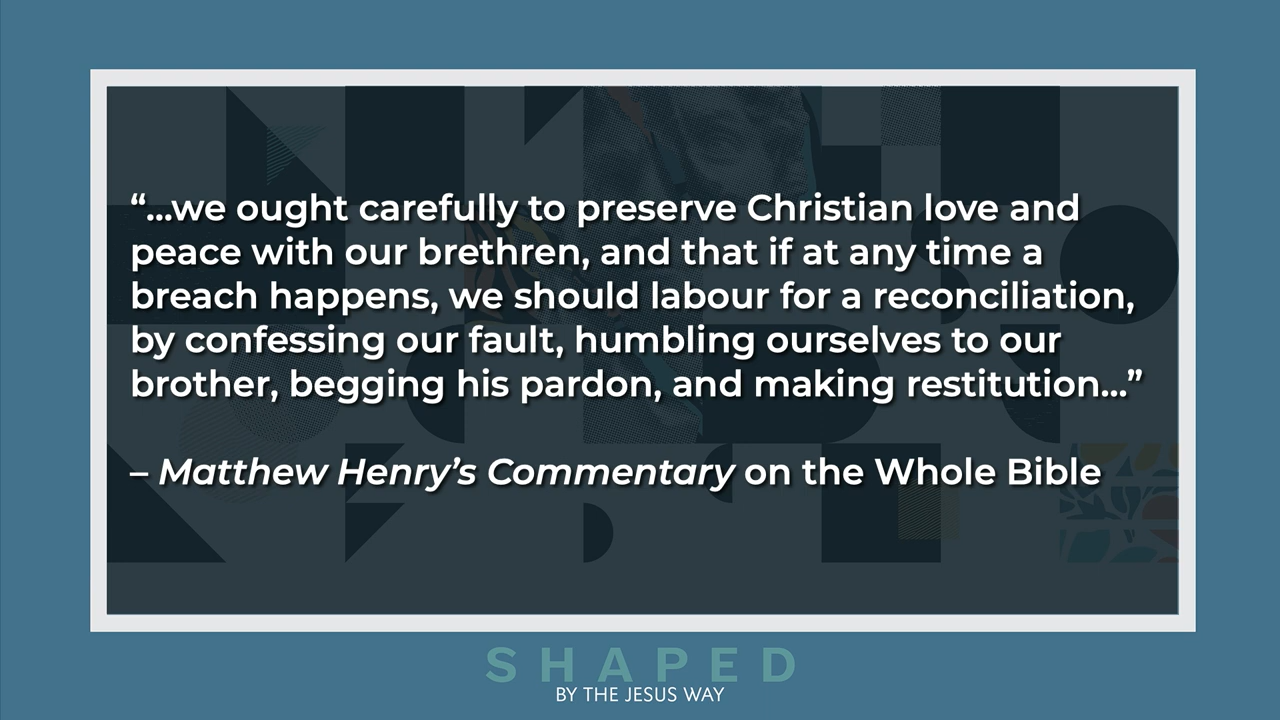 “...we ought carefully to preserve Christian love and
peace with our brethren, and that if at any time a
breach happens, we should labour for a reconciliation,
by confessing our fault, humbling ourselves to our
brother, begging his pardon, and making restitution...”
– Matthew Henry’s Commentary on the Whole Bible
SHAPED
BY THE JESUS WAY